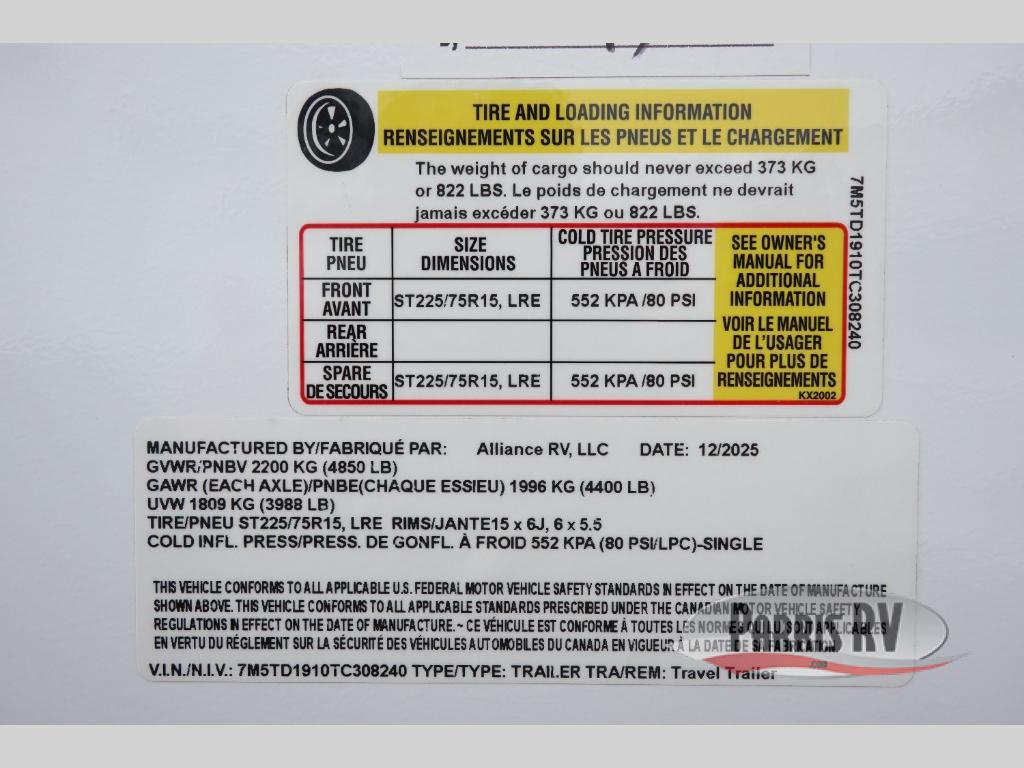 TIRE AND LOADING INFORMATION
RENSEIGNEMENTS SUR LES PNEUS ET LE CHARGEMENT
The weight of cargo should never exceed 373 KG
or 822 LBS. Le poids de chargement ne devrait
jamais excéder 373 KG ou 822 LBS.
TIRE PNEU SIZE DIMENSIONS COLD TIRE PRESSURE PRESSION DES PNEUS A FROID
FRONT AVANT ST225/75R15, LRE 552 KPA /80 PSI
REAR ARRIÈRE
SPARE DE SECOURS ST225/75R15, LRE 552 KPA /80 PSI
SEE OWNER'S
MANUAL FOR
ADDITIONAL
INFORMATION
VOIR LE MANUEL
DE L'USAGER
POUR PLUS DE
RENSEIGNEMENTS
KX2002
7M5TD1910TC308240
MANUFACTURED BY/FABRIQUÉ PAR: Alliance RV, LLC DATE: 12/2025
GVWR/PNBV 2200 KG (4850 LB)
GAWR (EACH AXLE)/PNBE(CHAQUE ESSIEU) 1996 KG (4400 LB)
UVW 1809 KG (3988 LB)
TIRE/PNEU ST225/75R15, LRE RIMS/JANTE15 x 6J, 6 x 5.5
COLD INFL. PRESS/PRESS. DE GONFL. À FROID 552 KPA (80 PSI/LPC)-SINGLE
THIS VEHICLE CONFORMS TO ALL APPLICABLE U.S. FEDERAL MOTOR VEHICLE SAFETY STANDARDS IN EFFECT ON THE DATE OF MANUFACTURE
SHOWN ABOVE. THIS VEHICLE CONFORMS TO ALL APPLICABLE STANDARDS PRESCRIBED UNDER THE CANADIAN MOTOR VEHICLE SAFETY
REGULATIONS IN EFFECT ON THE DATE OF MANUFACTURE. ~ CE VÉHICULE EST CONFORME À TOUTES LES NORMES QUI LUI SONT APPLICABLES
EN VERTU DU RÉGLEMENT SUR LA SÉCURITÉ DES VÉHICULES AUTOMOBILES DU CANADA EN VIGUEUR À LA DATE DE SA FABRICATION.
V.I.N./N.I.V.: 7M5TD1910TC308240 TYPE/TYPE: TRAILER TRA/REM: Travel Trailer
RV
.com